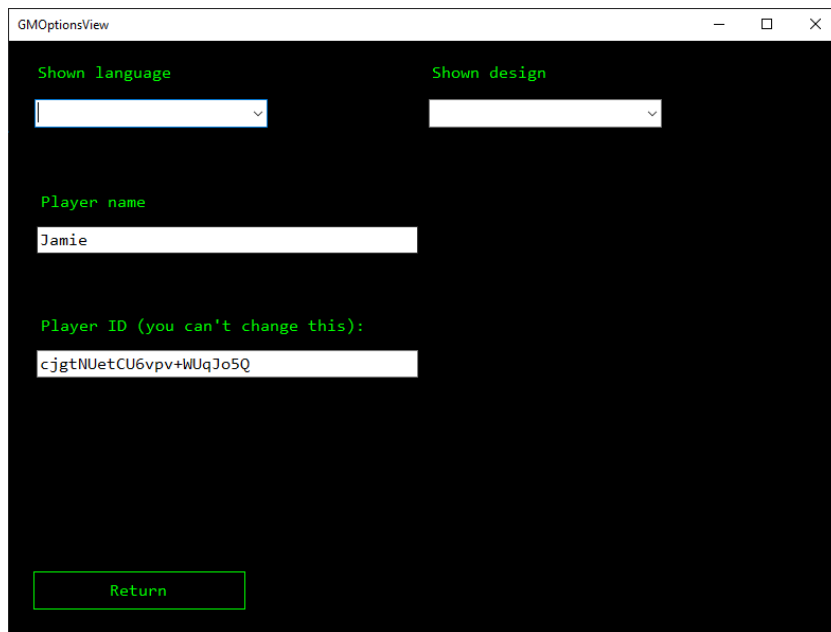 GMOptionsView
Shown language
Shown design
Player name
Jamie
Player ID (you can't change this):
cjgtNUetCU6vpv+WUqJo5Q
Return